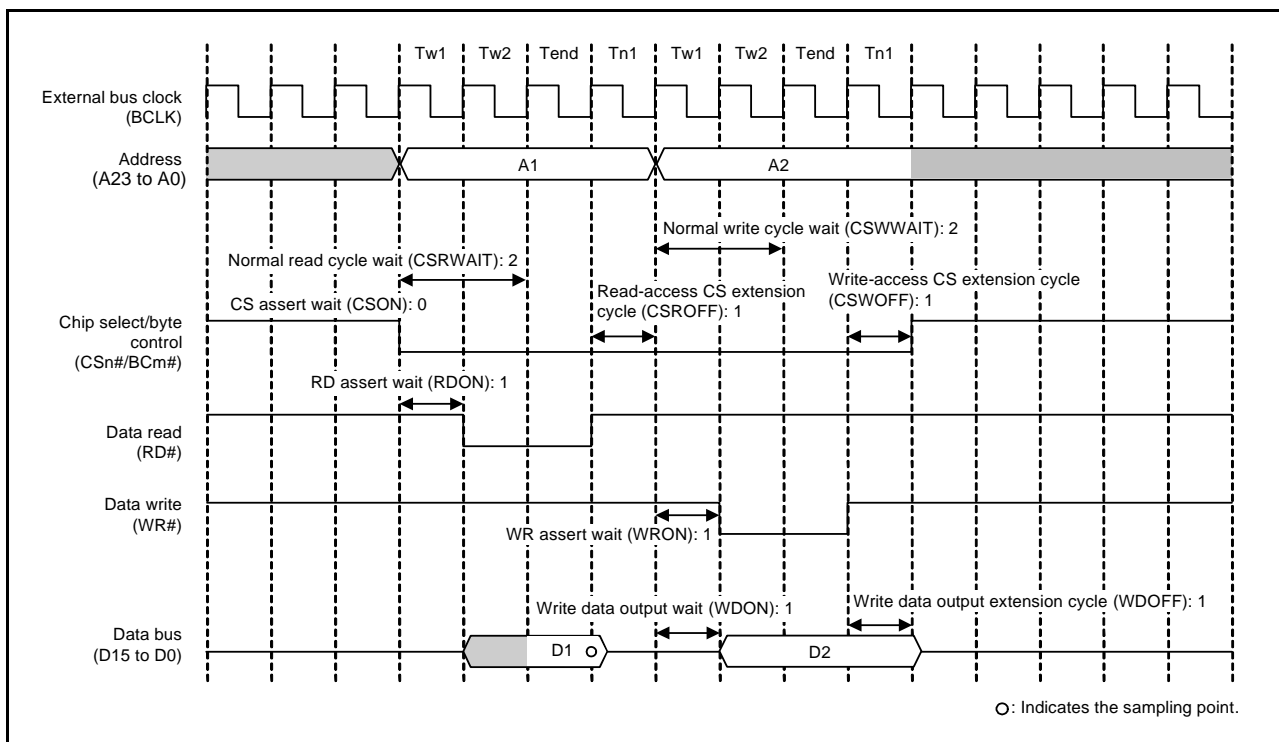 Tw1 Tw2 Tend Tn1 Tw1 Tw2 Tend Tn1
External bus clock
(BCLK)
Address
(A23 to A0)
A1 A2
Normal write cycle wait (CSWWAIT): 2
Normal read cycle wait (CSRWAIT): 2
CS assert wait (CSON): 0
Read-access CS extension
cycle (CSROFF): 1
Write-access CS extension cycle
(CSWOFF): 1
Chip select/byte
control
(CSn#/BCm#)
RD assert wait (RDON): 1
Data read
(RD#)
Data write
(WR#)
WR assert wait (WRON): 1
Write data output wait (WDON): 1
Write data output extension cycle (WDOFF): 1
Data bus
(D15 to D0)
D1 D2
: Indicates the sampling point.